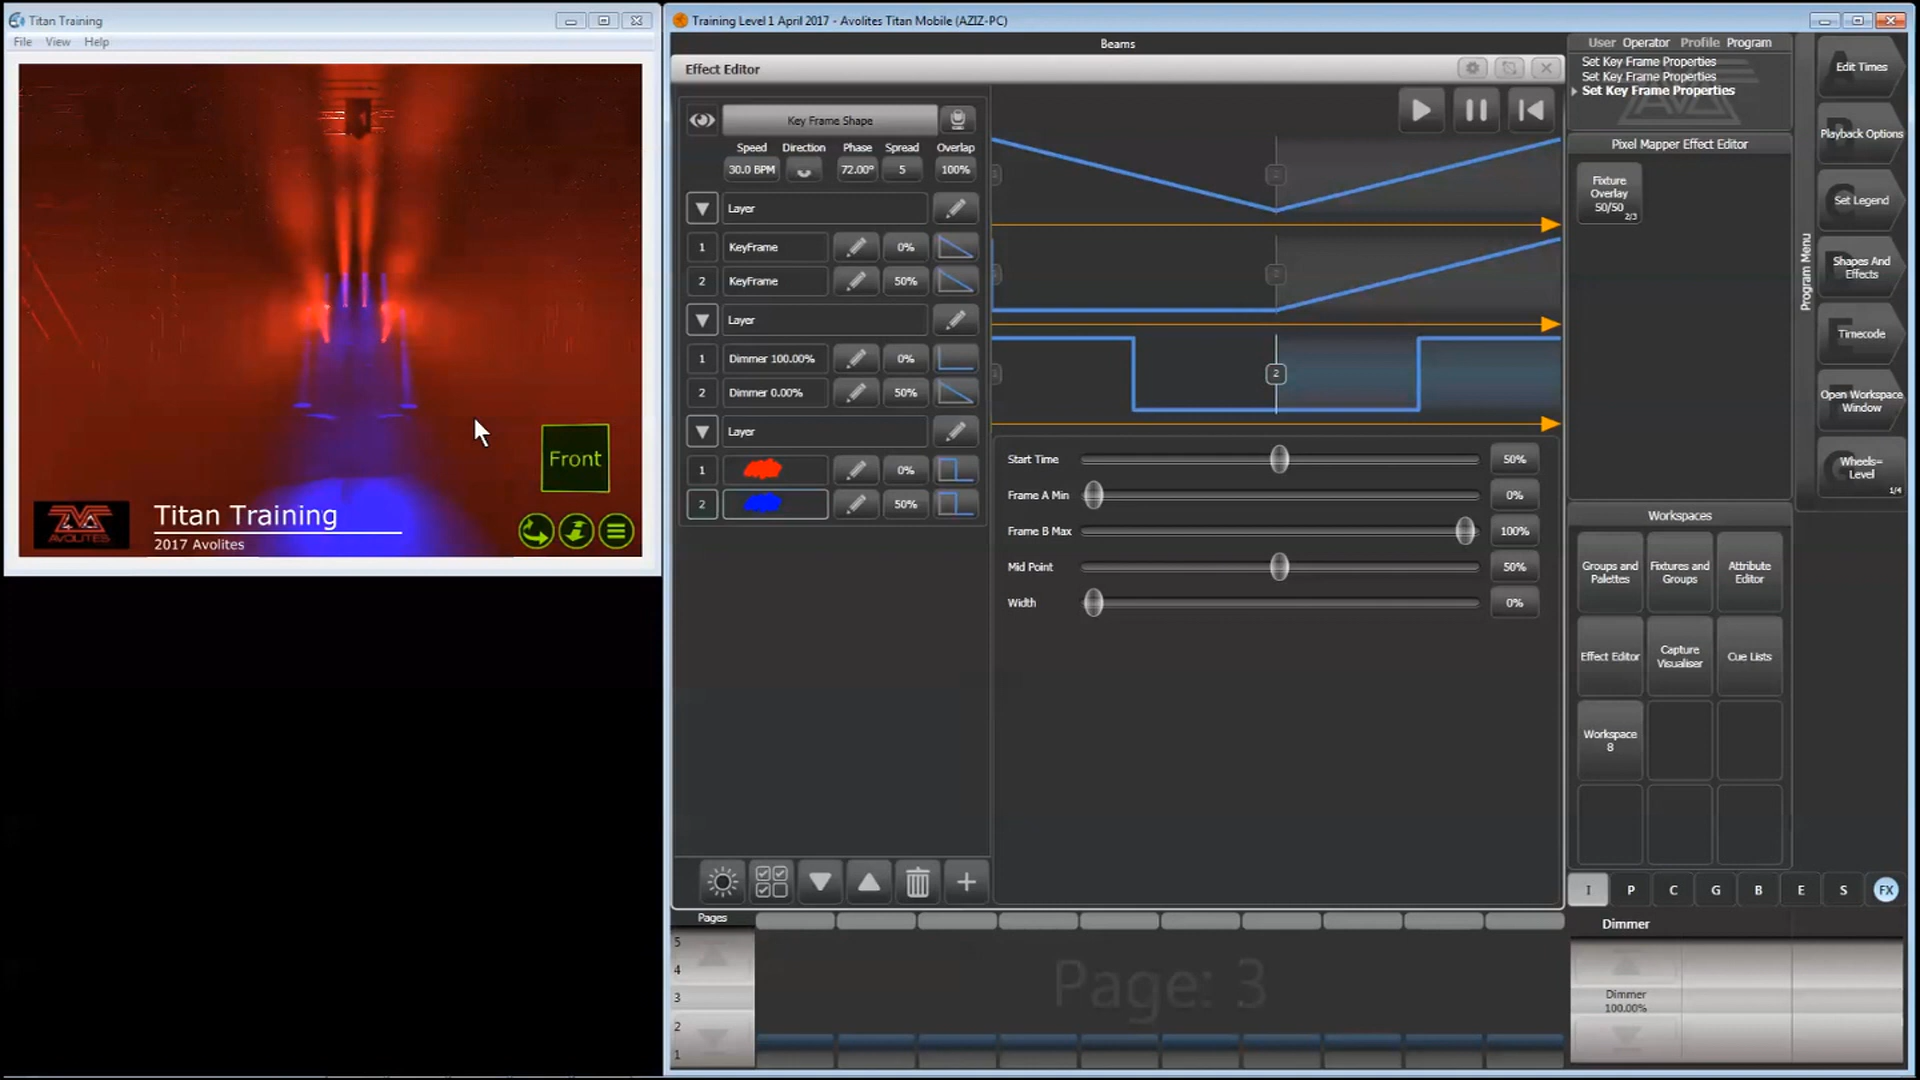 Titan Training
File View Help
Front
AVOLITES
Titan Training
2017 Avolites
Training Level 1 April 2017 - Avolites Titan Mobile (AZIZ-PC)
Beams
Effect Editor
Key Frame Shape
Speed Direction Phase Spread Overlap
30.0 BPM 72.00° 5 100%
Layer
1 KeyFrame 0%
2 KeyFrame 50%
Layer
1 Dimmer 100.00% 0%
2 Dimmer 0.00% 50%
Layer
1 0%
2 50%
2
Start Time 50%
Frame A Min 0%
Frame B Max 100%
Mid Point 50%
Width 0%
User Operator Profile Program
Set Key Frame Properties
Set Key Frame Properties
Set Key Frame Properties
Pixel Mapper Effect Editor
Fixture
Overlay
50/50
2/3
Program Menu
A
Edit Times
B
Playback Options
C
Set Legend
D
Shapes And
Effects
E
Timecode
F
Open Workspace
Window
G
Wheels=
Level
1/4
Workspaces
Groups and
Palettes
Fixtures and
Groups
Attribute
Editor
Effect Editor
Capture
Visualiser
Cue Lists
Workspace
8
I P C G B E S FX
Dimmer
Dimmer
100.00%
Pages
5
4
3
2
1
Page: 3